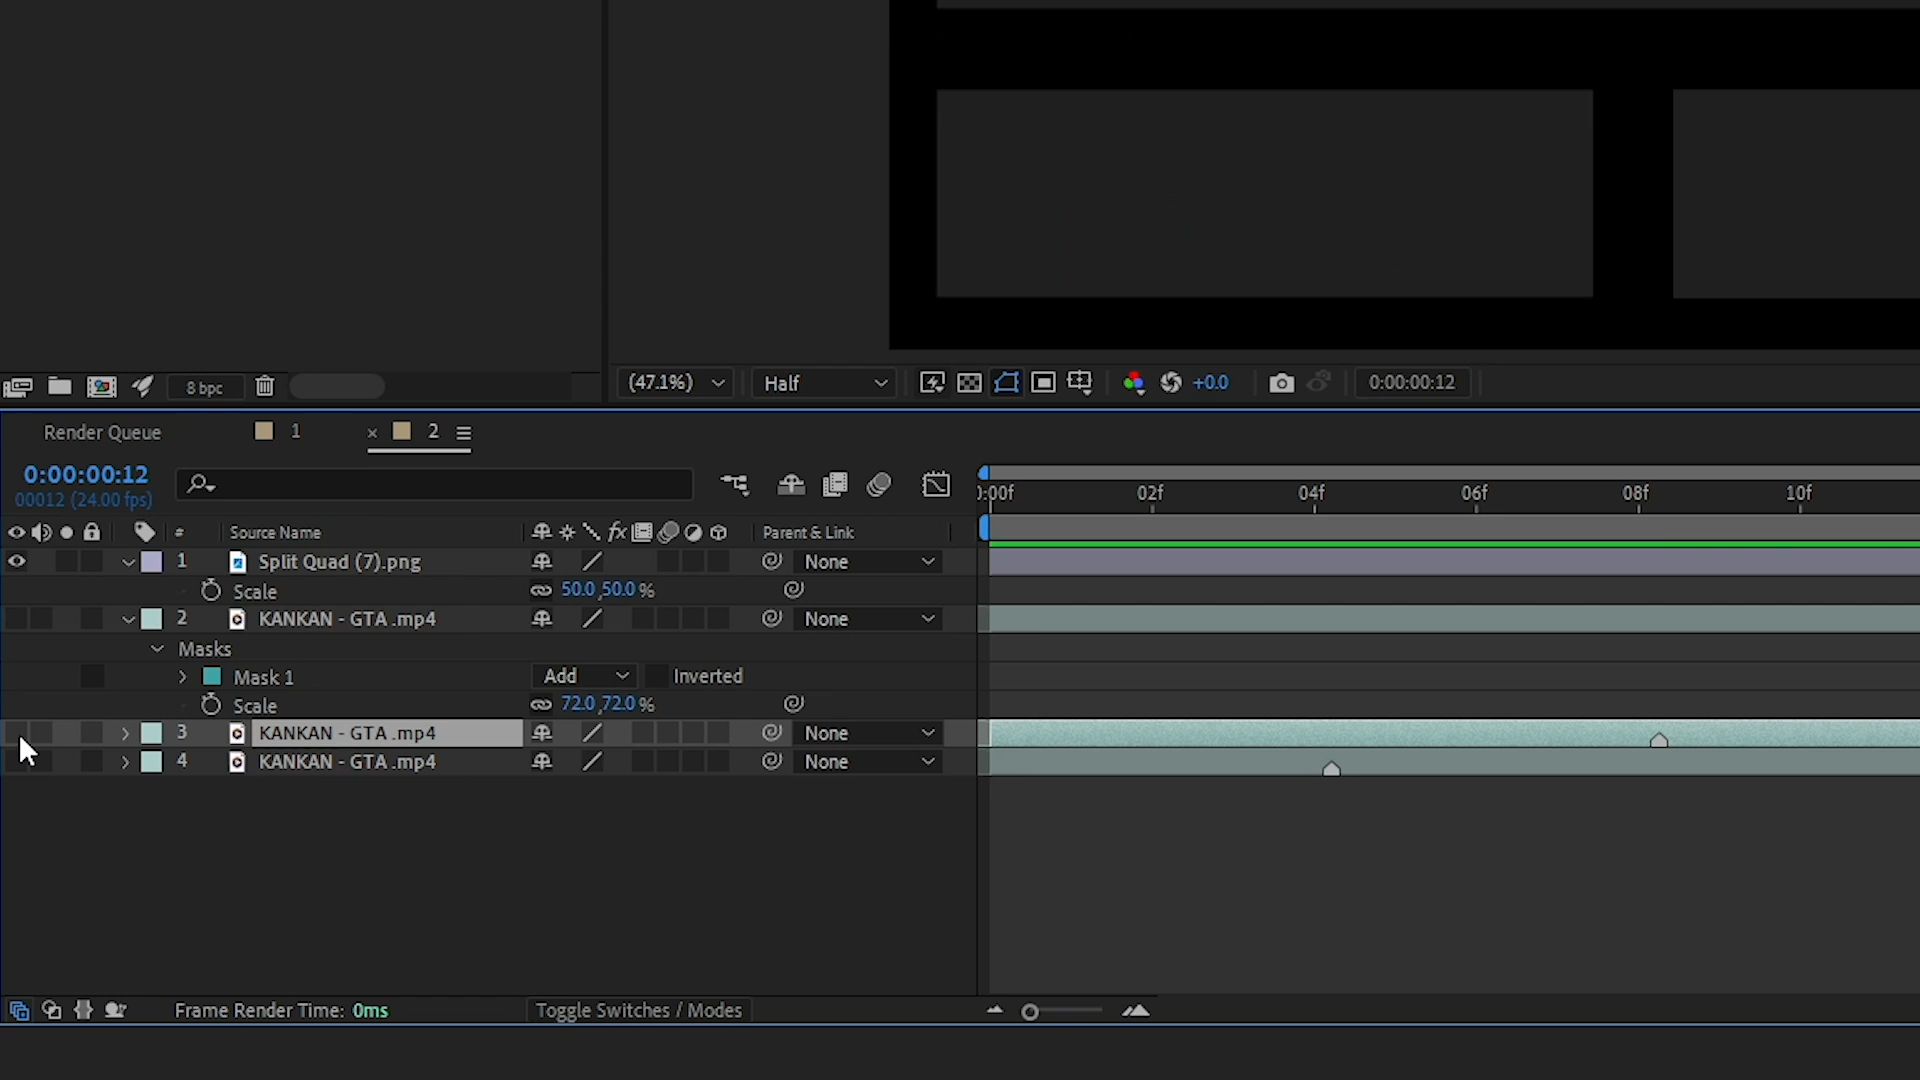 8 bpc
(47.1%)
Half
+0.0
0:00:00:12
Render Queue
1
2
0:00:00:12
00012 (24.00 fps)
0:00f
02f
04f
06f
08f
10f
#
Source Name
fx
Parent & Link
1
Split Quad (7).png
None
Scale
50.0,50.0%
2
KANKAN - GTA .mp4
None
Masks
Mask 1
Add
Inverted
Scale
72.0,72.0%
3
KANKAN - GTA .mp4
None
4
KANKAN - GTA .mp4
None
Frame Render Time: 0ms
Toggle Switches / Modes